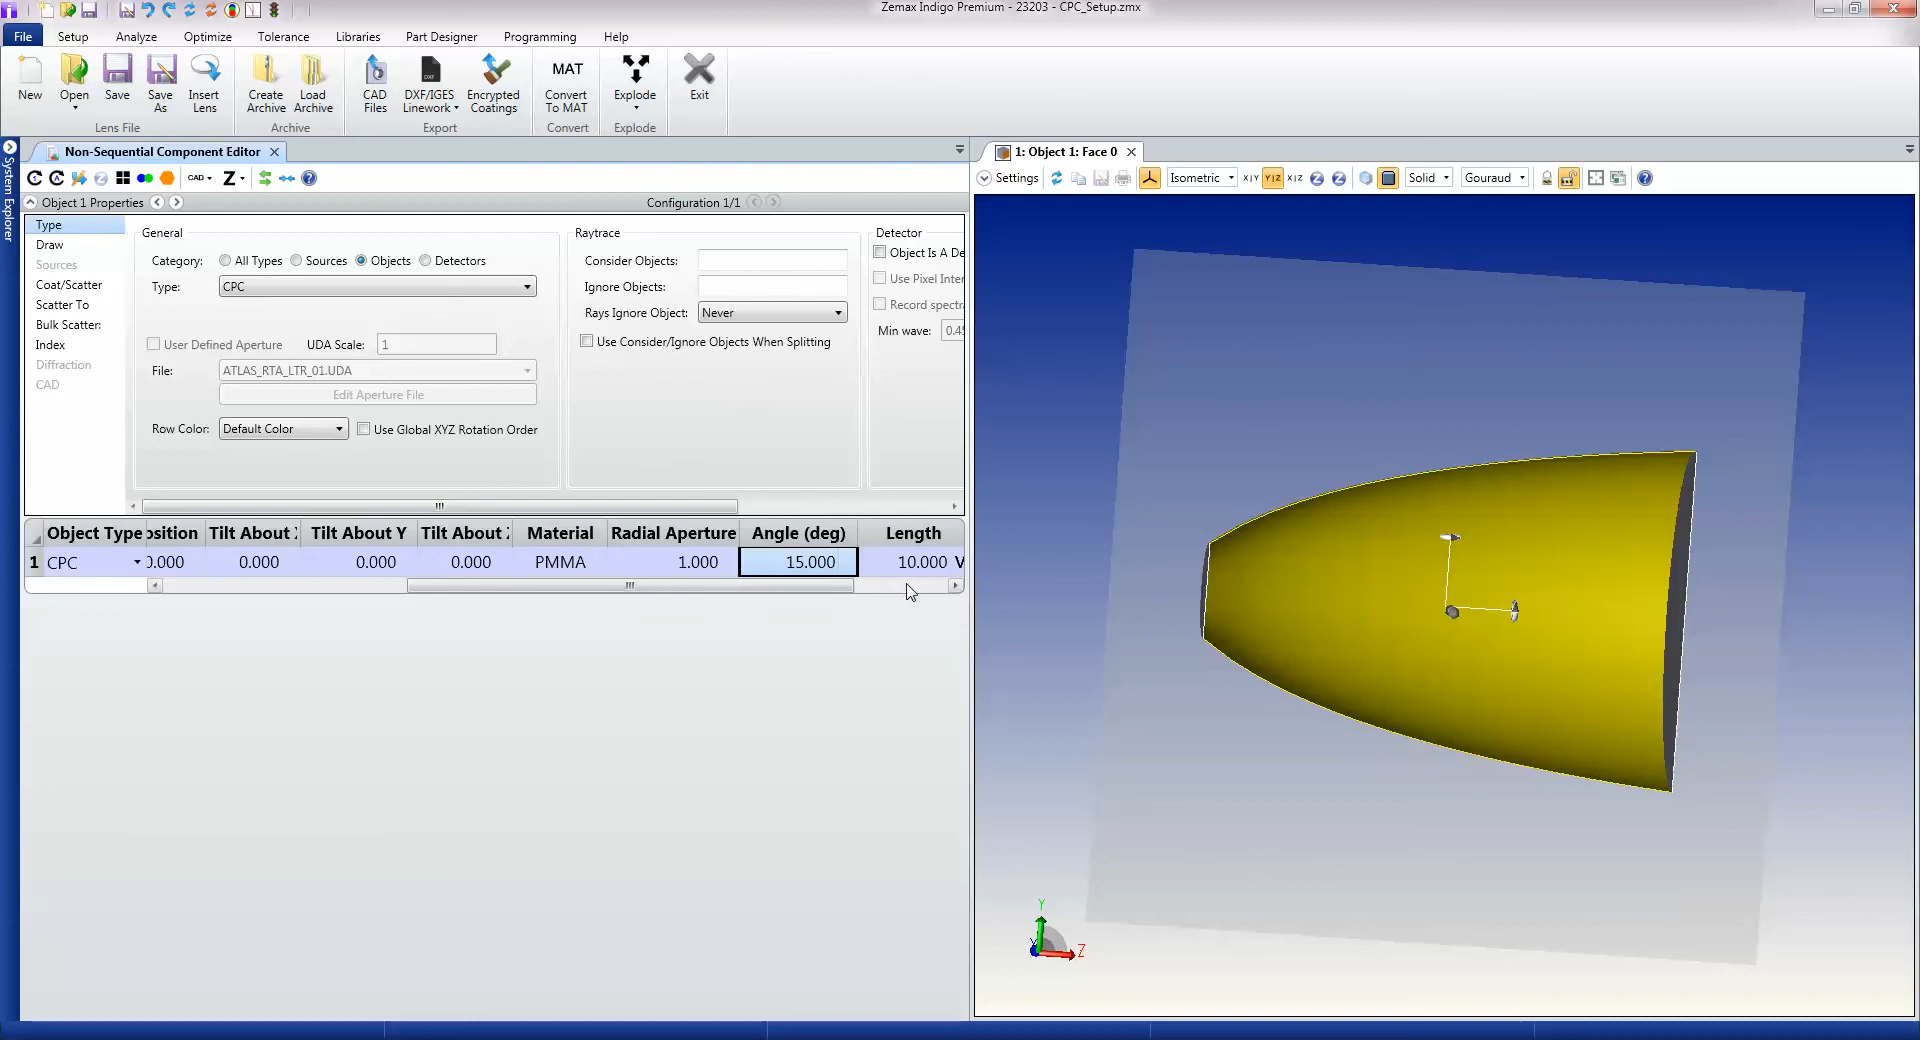 Zemax Indigo Premium - 23203 - CPC_Setup.zmx
File Setup Analyze Optimize Tolerance Libraries Part Designer Programming Help
New Open Save Save As Insert Lens Create Archive Load Archive CAD Files DXF/IGES Linework Encrypted Coatings MAT Convert To MAT Explode Exit
Lens File Archive Export Convert Explode
System Explorer
Non-Sequential Component Editor
CAD Z
Object 1 Properties Configuration 1/1
Type
Draw
Sources
Coat/Scatter
Scatter To
Bulk Scatter:
Index
Diffraction
CAD
General
Category: All Types Sources Objects Detectors
Type: CPC
User Defined Aperture UDA Scale: 1
File: ATLAS_RTA_LTR_01.UDA
Edit Aperture File
Row Color: Default Color Use Global XYZ Rotation Order
Raytrace
Consider Objects:
Ignore Objects:
Rays Ignore Object: Never
Use Consider/Ignore Objects When Splitting
Detector
Object Is A De
Use Pixel Inter
Record spectra
Min wave: 0.45
Object Type osition Tilt About Tilt About Y Tilt About Material Radial Aperture Angle (deg) Length
1 CPC 0.000 0.000 0.000 0.000 PMMA 1.000 15.000 10.000 V
1: Object 1: Face 0
Settings Isometric X|Y Y|Z X|Z Solid Gouraud
Y
Z